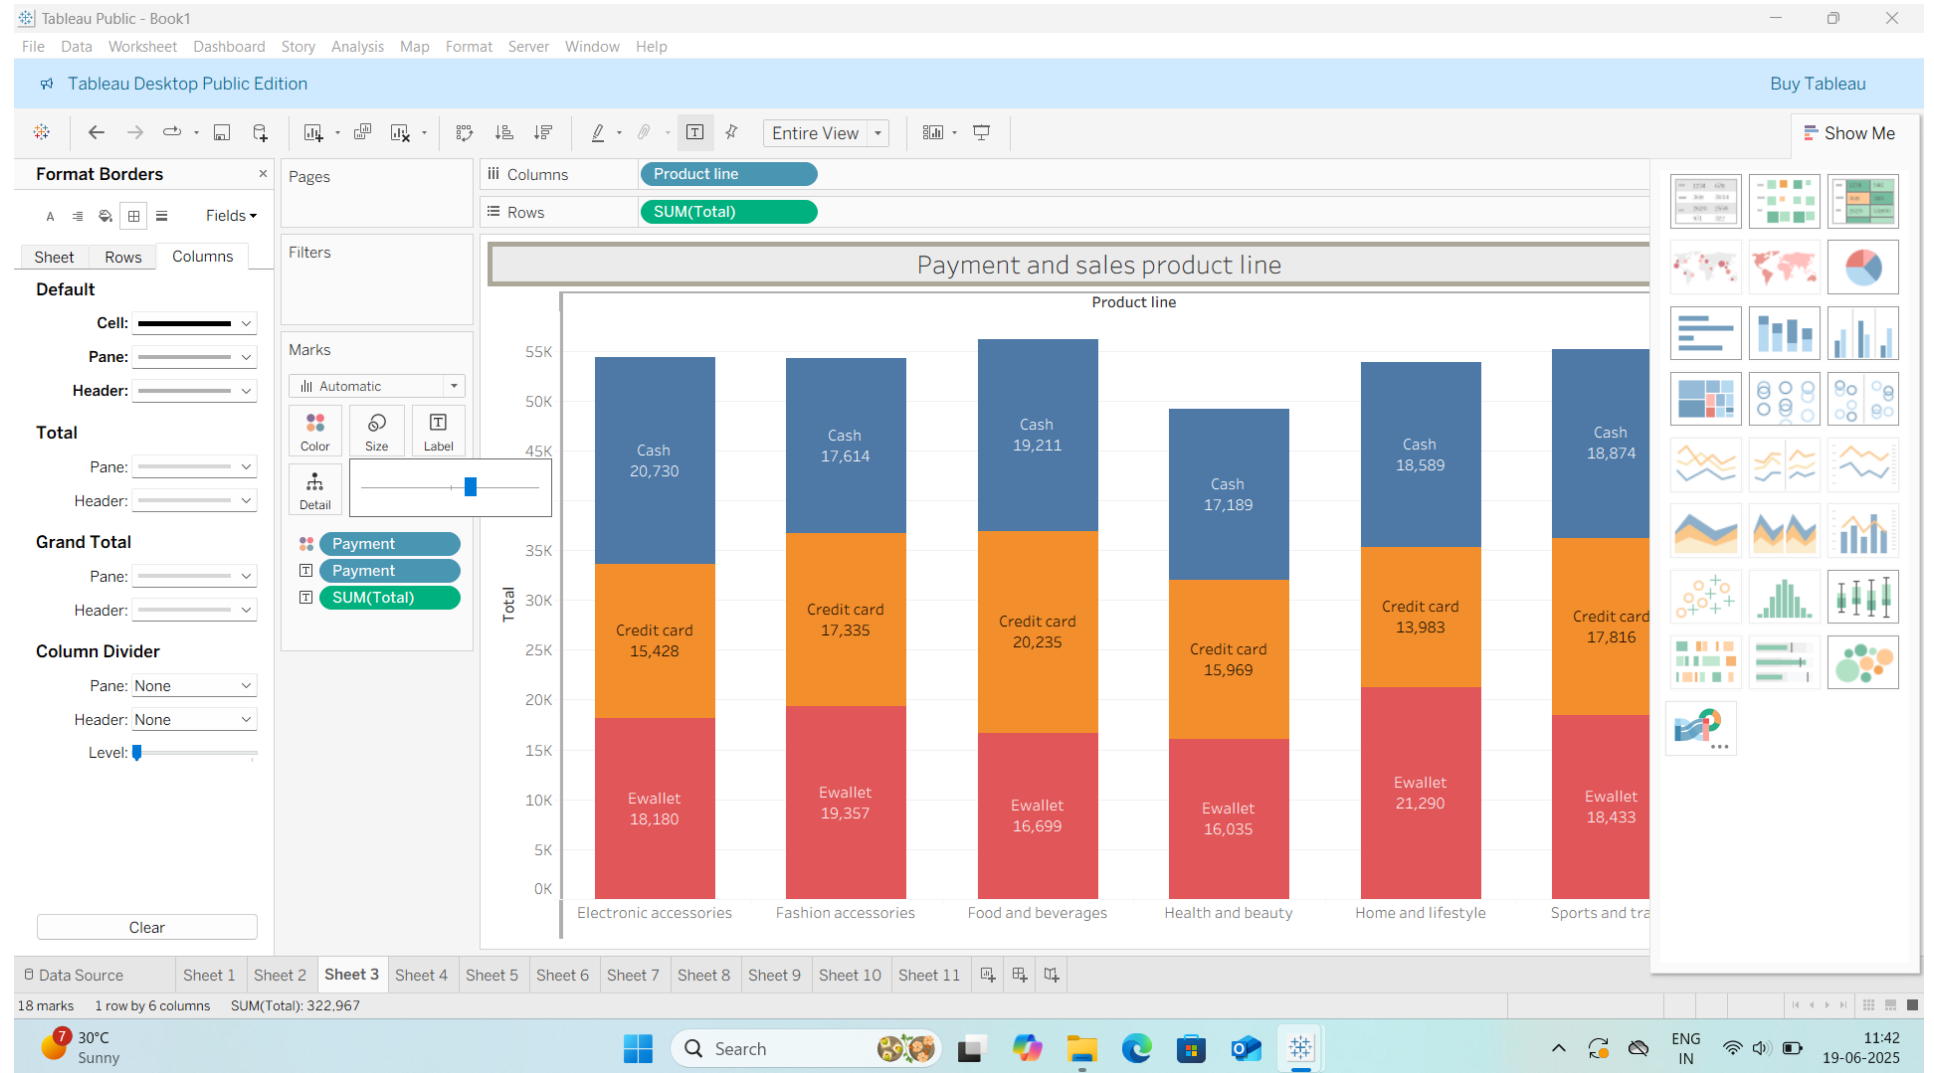 Tableau Public - Book1
File Data Worksheet Dashboard Story Analysis Map Format Server Window Help
Tableau Desktop Public Edition
Buy Tableau
Entire View
Show Me
Format Borders
Fields
Sheet Rows Columns
Default
Cell:
Pane:
Header:
Total
Pane:
Header:
Grand Total
Pane:
Header:
Column Divider
Pane: None
Header: None
Level:
Clear
Pages
Filters
Marks
Automatic
Color Size Label
Detail
Payment
Payment
SUM(Total)
Columns Product line
Rows SUM(Total)
Payment and sales product line
Product line
Total
55K
50K
45K
35K
30K
25K
20K
15K
10K
5K
0K
Cash
20,730
Credit card
15,428
Ewallet
18,180
Cash
17,614
Credit card
17,335
Ewallet
19,357
Cash
19,211
Credit card
20,235
Ewallet
16,699
Cash
17,189
Credit card
15,969
Ewallet
16,035
Cash
18,589
Credit card
13,983
Ewallet
21,290
Cash
18,874
Credit card
17,816
Ewallet
18,433
Electronic accessories Fashion accessories Food and beverages Health and beauty Home and lifestyle Sports and tra
Data Source Sheet 1 Sheet 2 Sheet 3 Sheet 4 Sheet 5 Sheet 6 Sheet 7 Sheet 8 Sheet 9 Sheet 10 Sheet 11
18 marks 1 row by 6 columns SUM(Total): 322,967
7
30°C
Sunny
Search
ENG
IN
11:42
19-06-2025